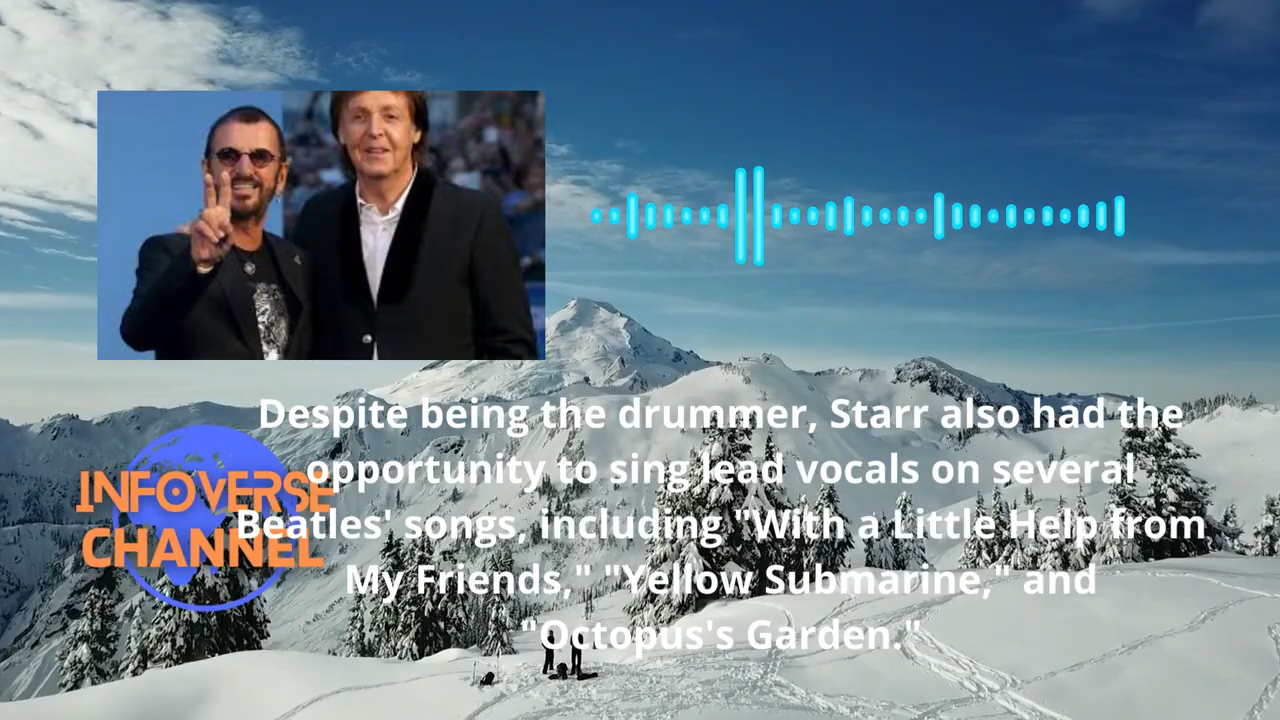 Despite being the drummer, Starr also had the
opportunity to sing lead vocals on several
Beatles' songs, including "With a Little Help from
My Friends," "Yellow Submarine," and
"Octopus's Garden."
INFOVERSE
CHANNEL